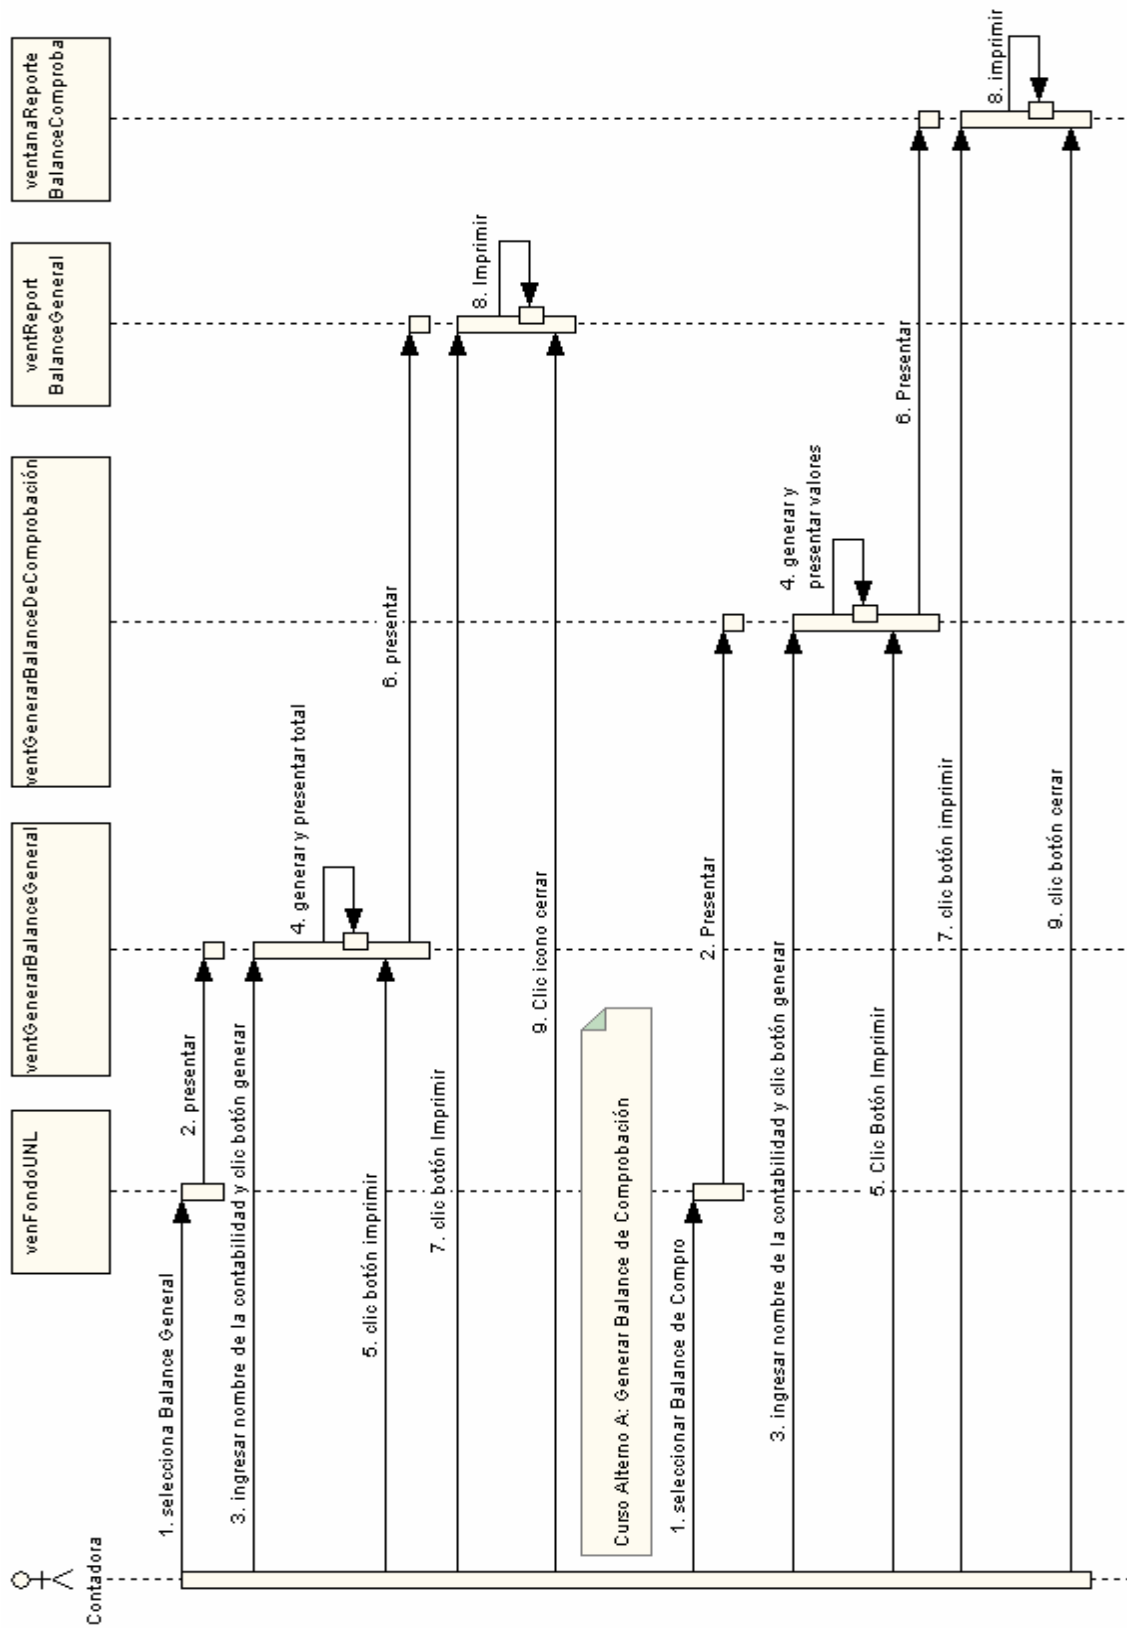 Contadora
venFondoUNL
ventGenerarBalanceGeneral
ventGenerarBalanceDeComprobación
ventReport
BalanceGeneral
ventanaReporte
BalanceComproba
1. selecciona Balance General
2. presentar
3. ingresar nombre de la contabilidad y clic botón generar
4. generar y presentar total
5. clic botón imprimir
6. presentar
7. clic botón Imprimir
8. Imprimir
9. Clic icono cerrar
Curso Alterno A: Generar Balance de Comprobación
1. seleccionar Balance de Compro
2. Presentar
3. ingresar nombre de la contabilidad y clic botón generar
4. generar y
presentar valores
5. Clic Botón Imprimir
6. Presentar
7. clic botón imprimir
8. imprimir
9. clic botón cerrar